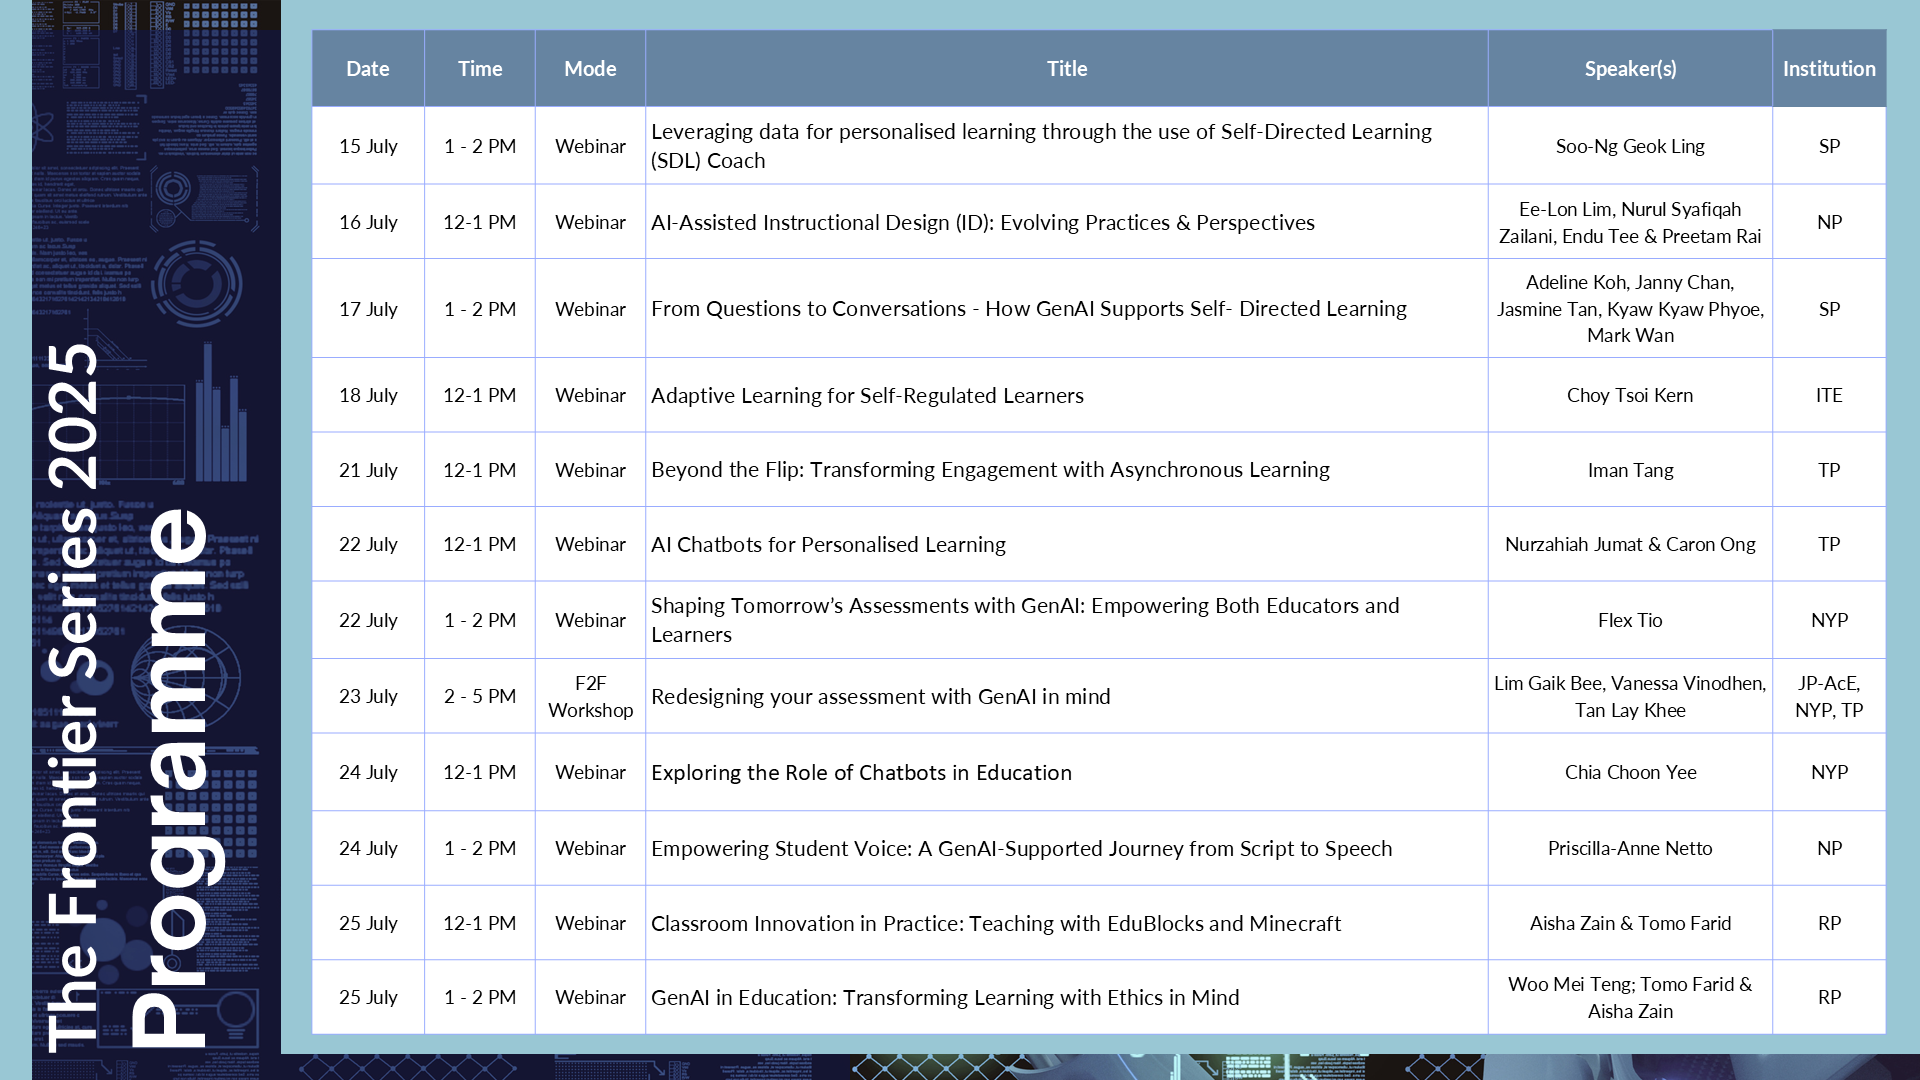 The Frontier Series 2025
Programme
Date Time Mode Title Speaker(s) Institution
15 July 1 - 2 PM Webinar Leveraging data for personalised learning through the use of Self-Directed Learning
(SDL) Coach Soo-Ng Geok Ling SP
16 July 12-1 PM Webinar AI-Assisted Instructional Design (ID): Evolving Practices & Perspectives Ee-Lon Lim, Nurul Syafiqah
Zailani, Endu Tee & Preetam Rai NP
17 July 1 - 2 PM Webinar From Questions to Conversations - How GenAI Supports Self- Directed Learning Adeline Koh, Janny Chan,
Jasmine Tan, Kyaw Kyaw Phyoe,
Mark Wan SP
18 July 12-1 PM Webinar Adaptive Learning for Self-Regulated Learners Choy Tsoi Kern ITE
21 July 12-1 PM Webinar Beyond the Flip: Transforming Engagement with Asynchronous Learning Iman Tang TP
22 July 12-1 PM Webinar AI Chatbots for Personalised Learning Nurzahiah Jumat & Caron Ong TP
22 July 1 - 2 PM Webinar Shaping Tomorrow’s Assessments with GenAI: Empowering Both Educators and
Learners Flex Tio NYP
23 July 2 - 5 PM F2F
Workshop Redesigning your assessment with GenAI in mind Lim Gaik Bee, Vanessa Vinodhen,
Tan Lay Khee JP-AcE,
NYP, TP
24 July 12-1 PM Webinar Exploring the Role of Chatbots in Education Chia Choon Yee NYP
24 July 1 - 2 PM Webinar Empowering Student Voice: A GenAI-Supported Journey from Script to Speech Priscilla-Anne Netto NP
25 July 12-1 PM Webinar Classroom Innovation in Practice: Teaching with EduBlocks and Minecraft Aisha Zain & Tomo Farid RP
25 July 1 - 2 PM Webinar GenAI in Education: Transforming Learning with Ethics in Mind Woo Mei Teng; Tomo Farid &
Aisha Zain RP